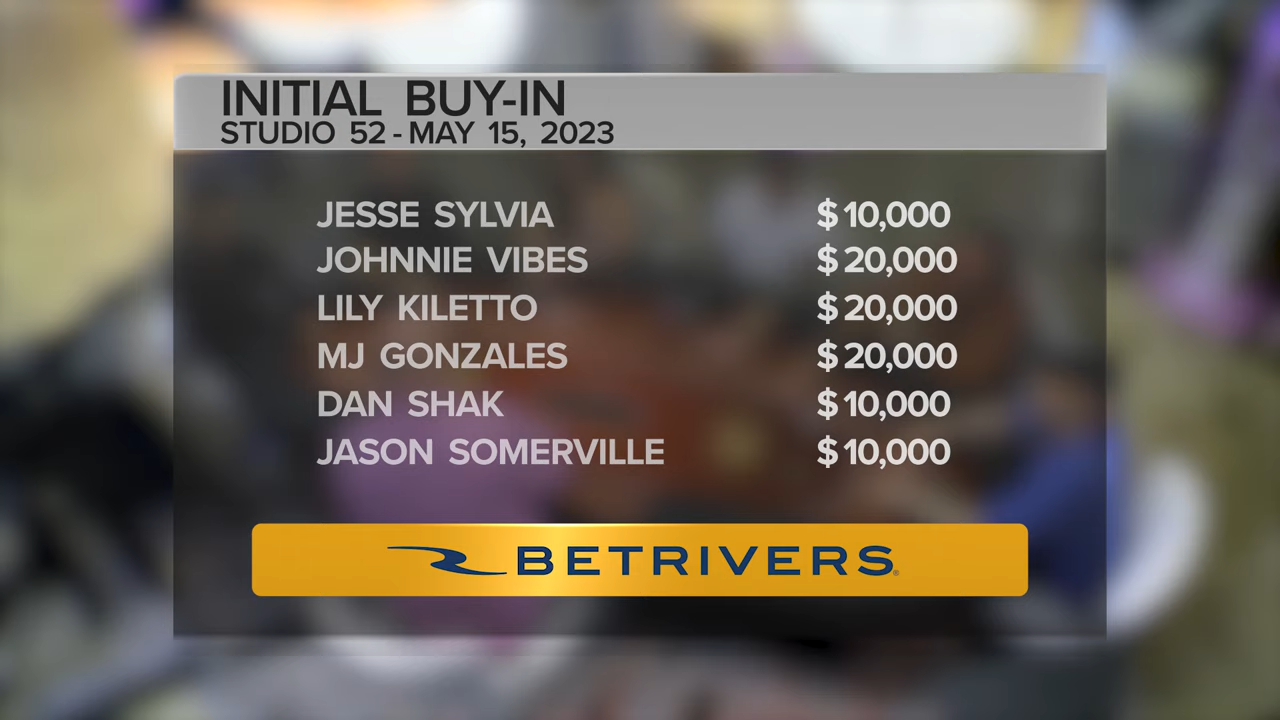 INITIAL BUY-IN
STUDIO 52 - MAY 15, 2023
JESSE SYLVIA $10,000
JOHNNIE VIBES $20,000
LILY KILETTO $20,000
MJ GONZALES $20,000
DAN SHAK $10,000
JASON SOMERVILLE $10,000
BETRIVERS®